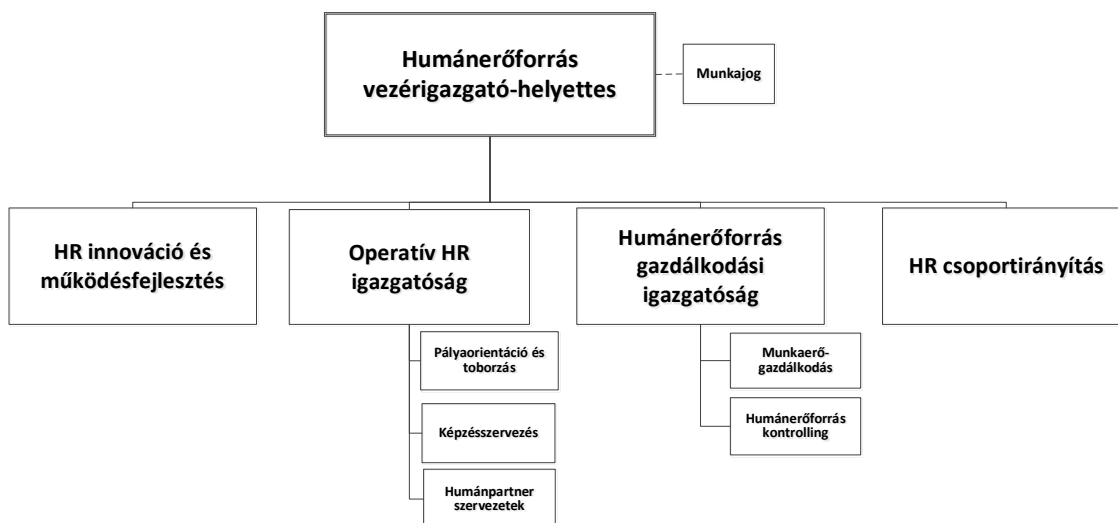 Humánerőforrás
vezérigazgató-helyettes
Munkajog
HR innováció és
működésfejlesztés
Operatív HR
igazgatóság
Humánerőforrás
gazdálkodási
igazgatóság
HR csoportirányítás
Pályaorientáció és
toborzás
Képzésszervezés
Humánpartner
szervezetek
Munkaerő-
gazdálkodás
Humánerőforrás
kontrolling